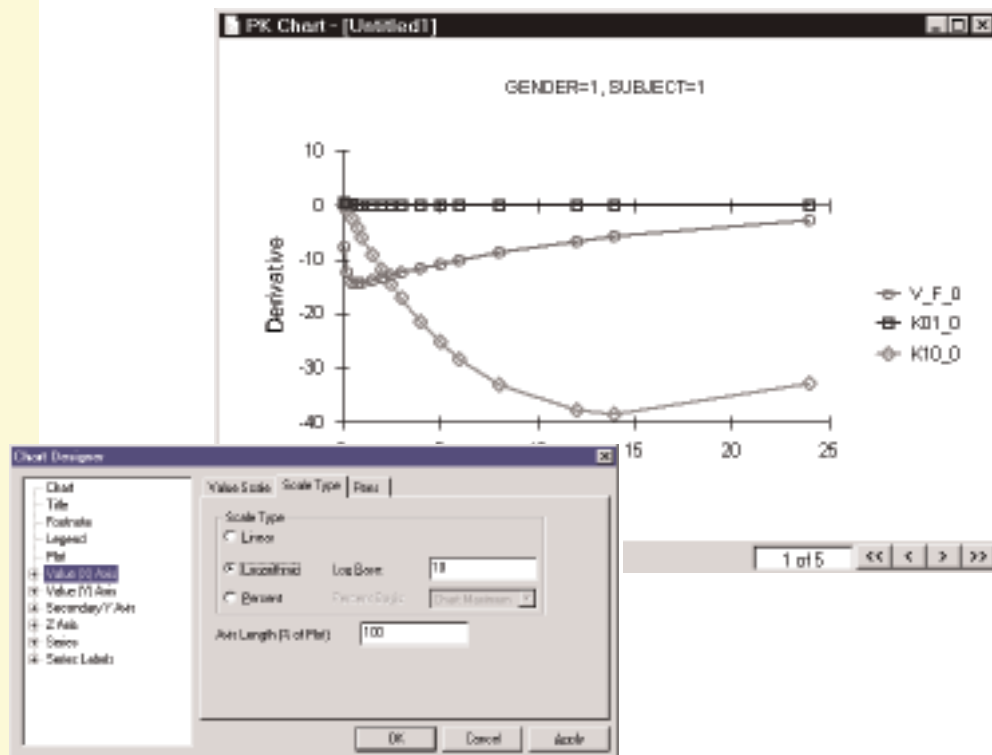 PK Chart - [Untitled1]
GENDER=1, SUBJECT=1
10
0
-10
-20
-30
-40
Derivative
15
20
25
V_F_0
K01_0
K10_0
1 of 5
<<
<
>
>>
Chart Designer
Chart
Title
Footnote
Legend
Plot
Value (X) Axis
Value (Y) Axis
Secondary Y Axis
Z Axis
Series
Series Labels
Value Scale
Scale Type
Scale Type
Linear
Logarithmic
Log Base:
10
Percent
Percent
Chart Maximum
Axis Length (% of Plot):
100
OK
Cancel
Apply